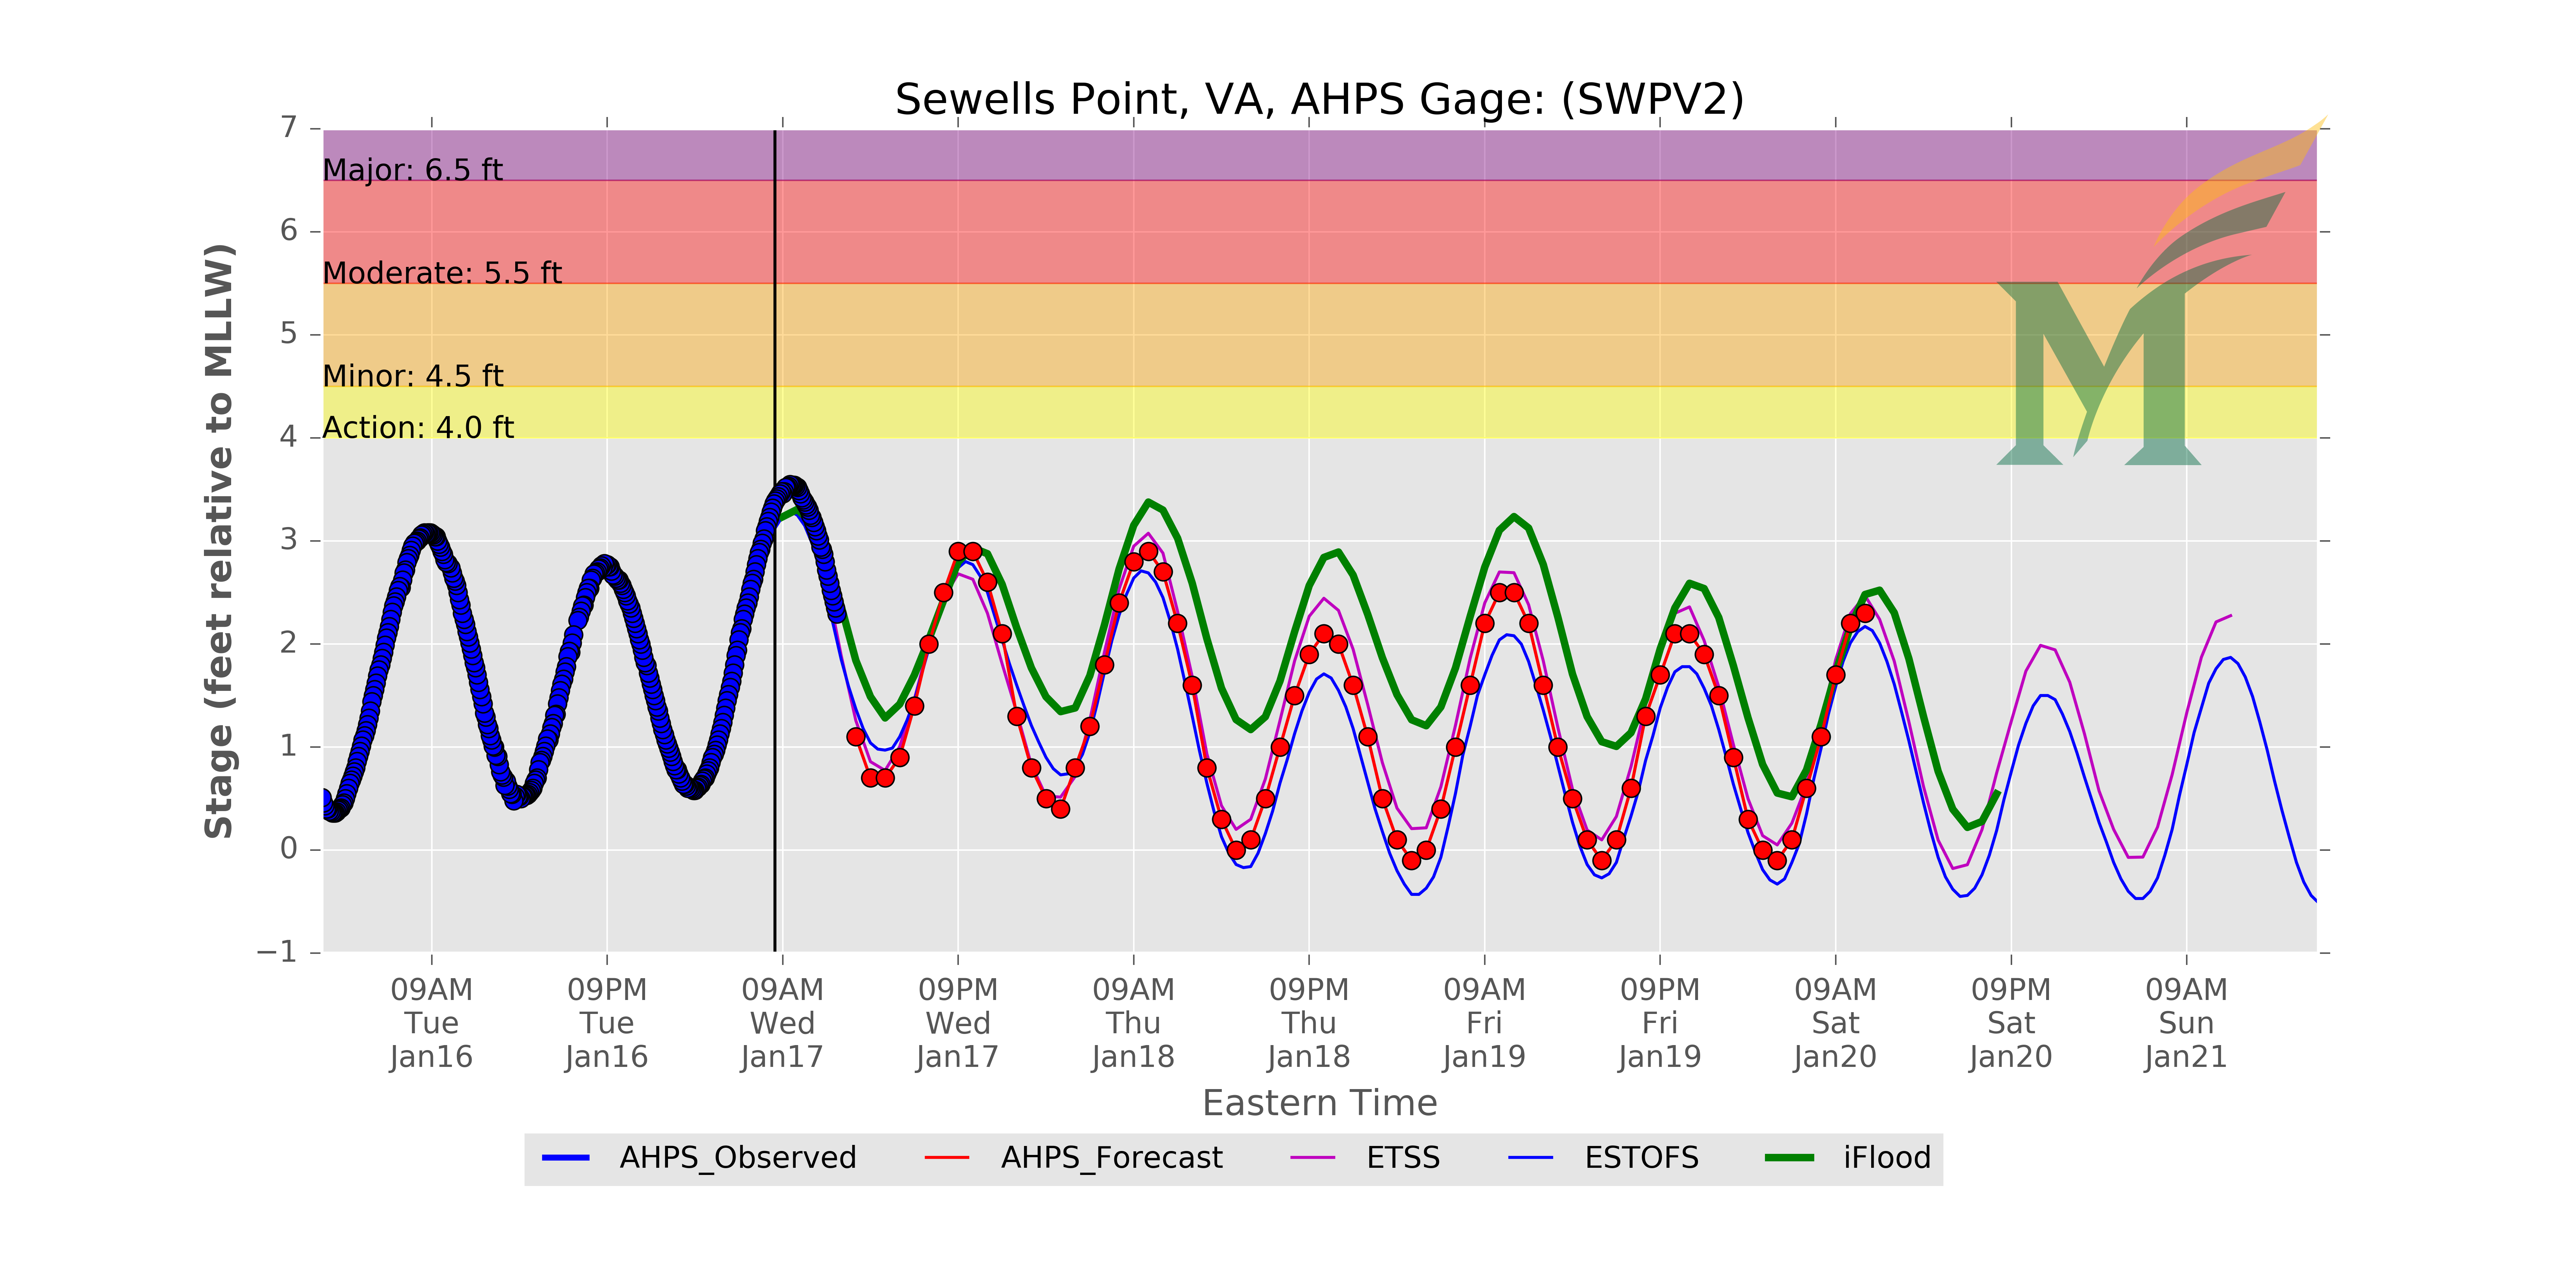 Sewells Point, VA, AHPS Gage: (SWPV2)
7
6
5
4
3
2
1
0
−1
Stage (feet relative to MLLW)
Major: 6.5 ft
Moderate: 5.5 ft
Minor: 4.5 ft
Action: 4.0 ft
M
09AM 09PM 09AM 09PM 09AM 09PM 09AM 09PM 09AM 09PM 09AM
Tue Tue Wed Wed Thu Thu Fri Fri Sat Sat Sun
Jan16 Jan16 Jan17 Jan17 Jan18 Jan18 Jan19 Jan19 Jan20 Jan20 Jan21
Eastern Time
AHPS_Observed AHPS_Forecast ETSS ESTOFS iFlood